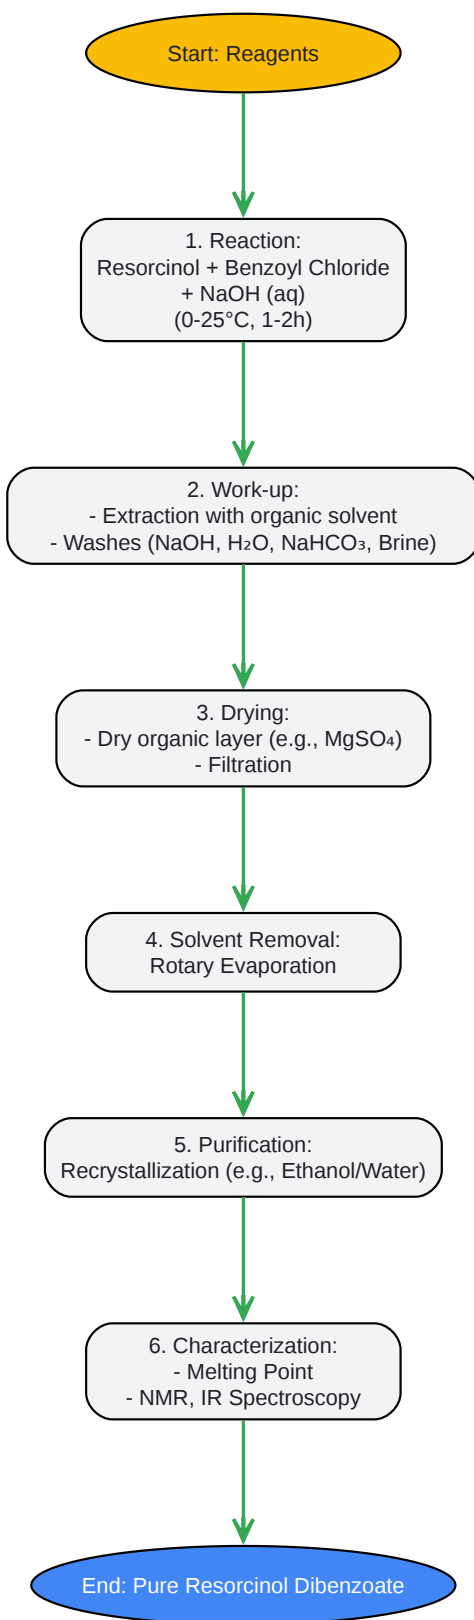 Start: Reagents
1. Reaction:
Resorcinol + Benzoyl Chloride
+ NaOH (aq)
(0-25°C, 1-2h)
2. Work-up:
- Extraction with organic solvent
- Washes (NaOH, H₂O, NaHCO₃, Brine)
3. Drying:
- Dry organic layer (e.g., MgSO₄)
- Filtration
4. Solvent Removal:
Rotary Evaporation
5. Purification:
Recrystallization (e.g., Ethanol/Water)
6. Characterization:
- Melting Point
- NMR, IR Spectroscopy
End: Pure Resorcinol Dibenzoate